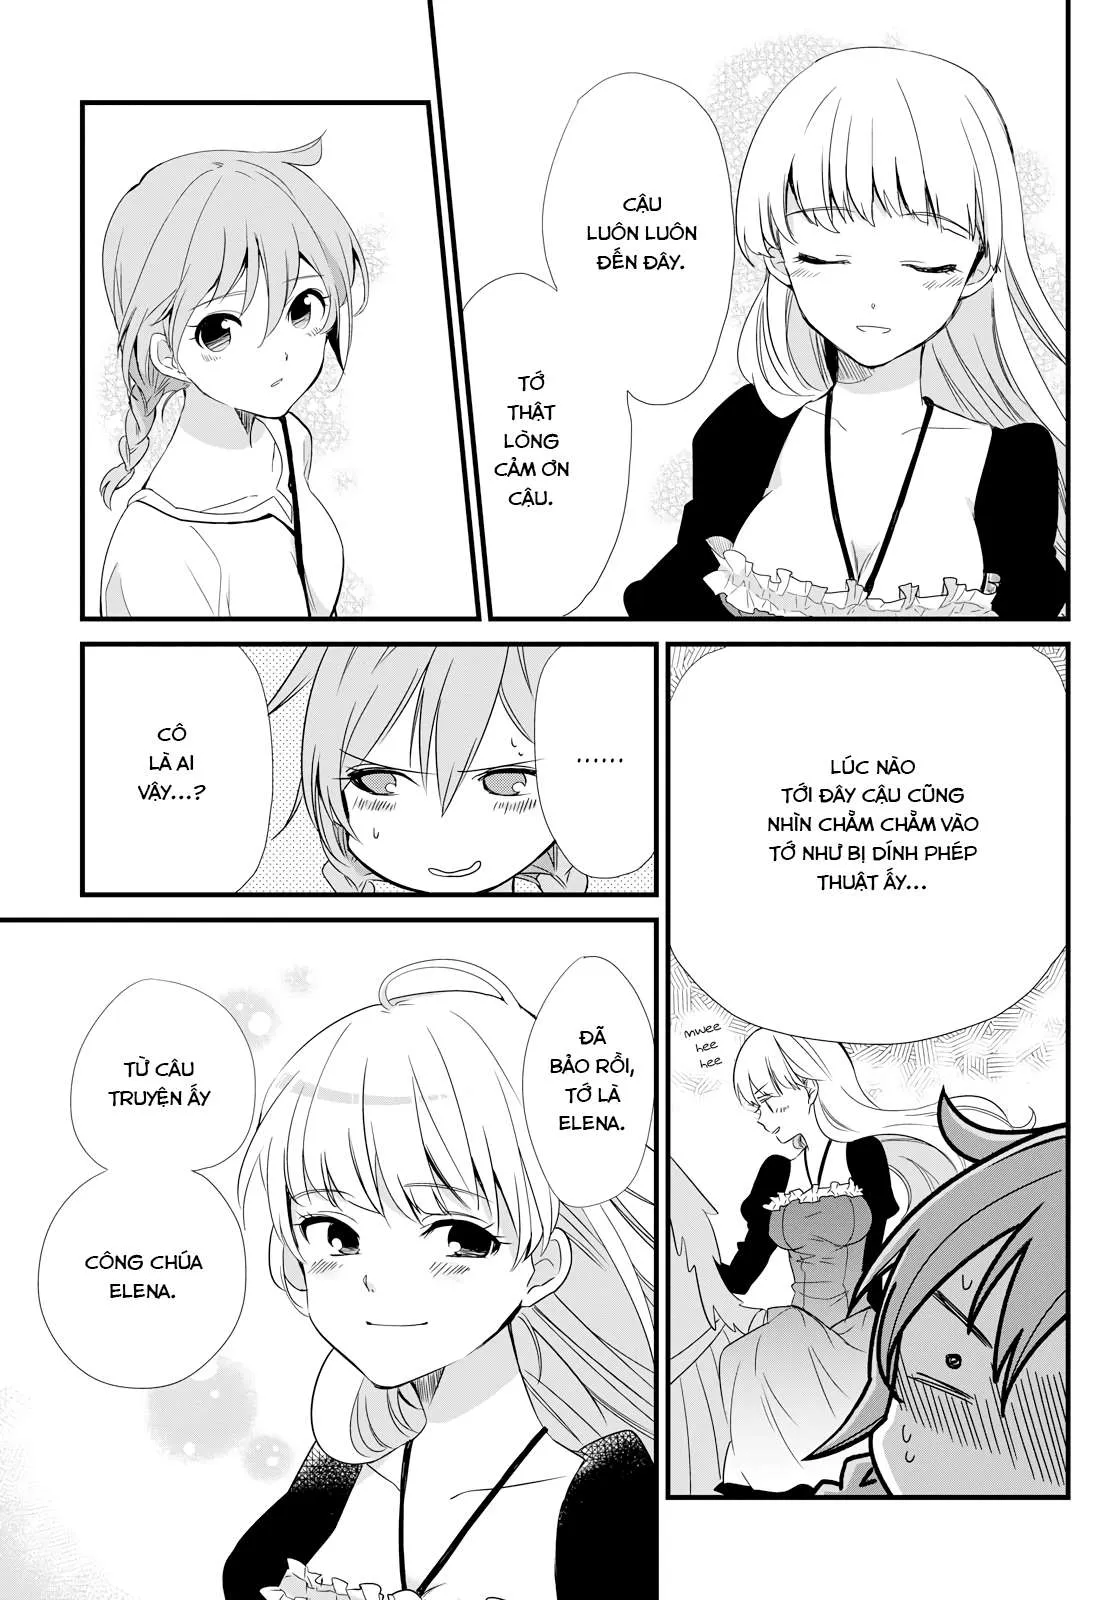 CẬU
LUÔN LUÔN
ĐẾN ĐÂY.
TỚ
THẬT
LÒNG
CẢM ƠN
CẬU.
LÚC NÀO
TỚI ĐÂY CẬU CŨNG
NHÌN CHẰM CHẰM VÀO
TỚ NHƯ BỊ DÍNH PHÉP
THUẬT ẤY...
mwee
hee
hee
......
CÔ
LÀ AI
VẬY...?
ĐÃ
BẢO RỒI,
TỚ LÀ
ELENA.
TỪ CÂU
TRUYỆN ẤY
CÔNG CHÚA
ELENA.